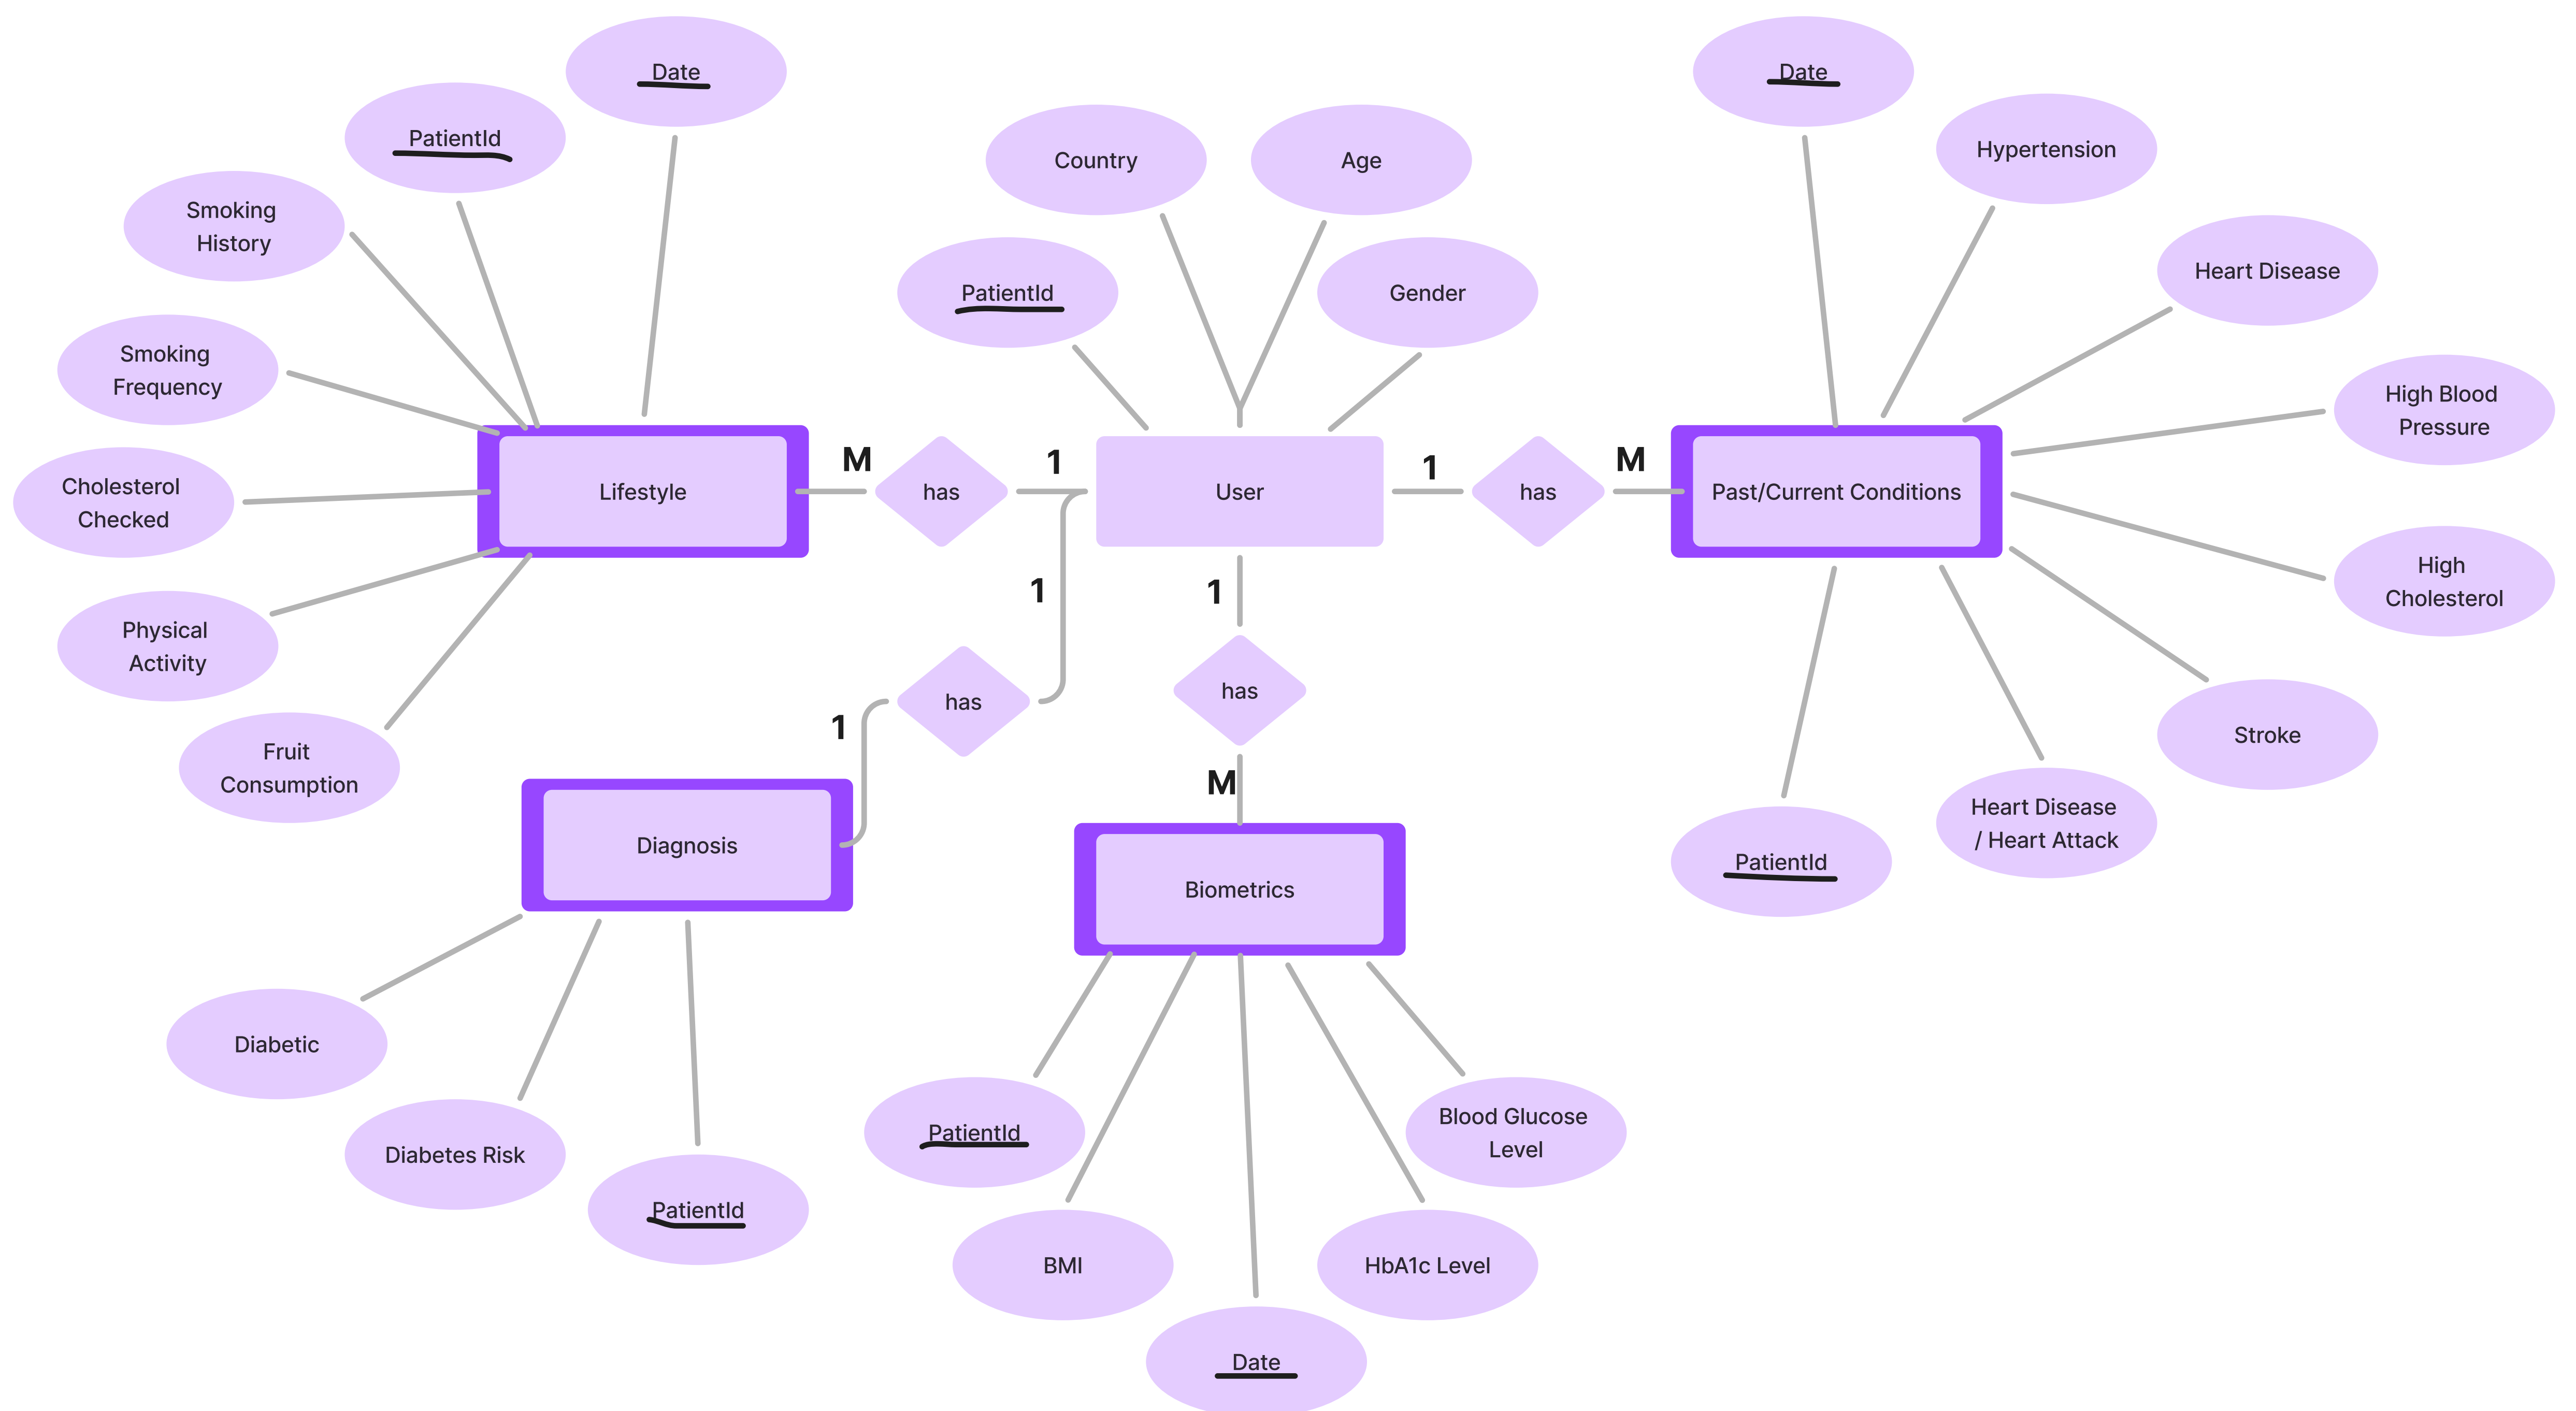 Date
Date
PatientId
Hypertension
Country
Age
Smoking
History
Heart Disease
PatientId
Gender
Smoking
Frequency
High Blood
Pressure
M
1
1
M
Cholesterol
Checked
Lifestyle
has
User
has
Past/Current Conditions
High
Cholesterol
1
1
Physical
Activity
has
has
1
Stroke
Fruit
Consumption
M
Heart Disease
/ Heart Attack
Diagnosis
PatientId
Biometrics
Diabetic
PatientId
Blood Glucose
Level
Diabetes Risk
PatientId
BMI
HbA1c Level
Date